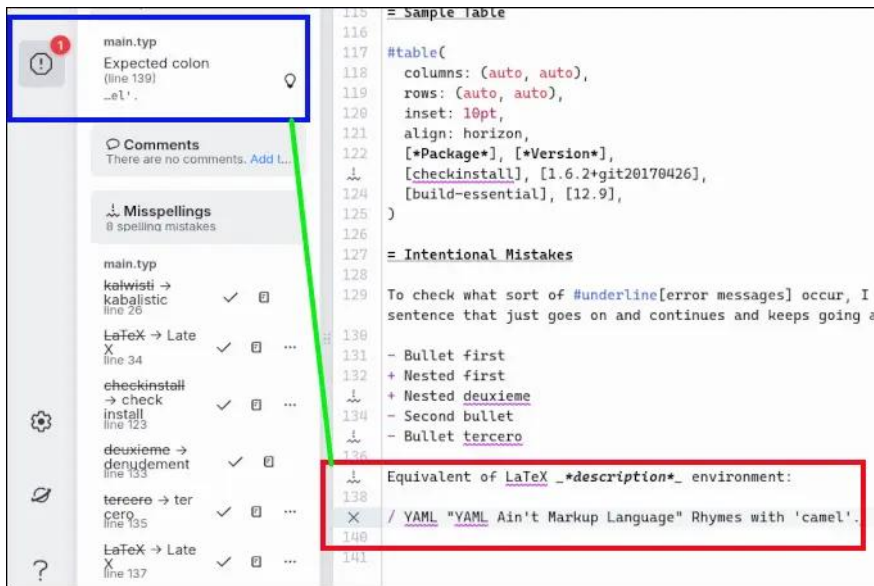 1
main.typ
Expected colon
(line 139)
…el'.
Comments
There are no comments. Add t...
Misspellings
8 spelling mistakes
main.typ
kalwisti →
kabalistic
line 26
LaTeX → Late
X
line 34
checkinstall
→ check
install
line 123
deuxieme →
denudement
line 133
tercero → ter
cero
line 135
LaTeX → Late
X
line 137
?
115 = Sample Table
116
117 #table(
118 columns: (auto, auto),
119 rows: (auto, auto),
120 inset: 10pt,
121 align: horizon,
122 [*Package*], [*Version*],
[checkinstall], [1.6.2+git20170426],
124 [build-essential], [12.9],
125 )
126
127 = Intentional Mistakes
128
129 To check what sort of #underline[error messages] occur, I
sentence that just goes on and continues and keeps going a
130
131 - Bullet first
132 + Nested first
+ Nested deuxieme
134 - Second bullet
- Bullet tercero
136
Equivalent of LaTeX _*description*_ environment:
138
/ YAML "YAML Ain't Markup Language" Rhymes with 'camel'.
140
141